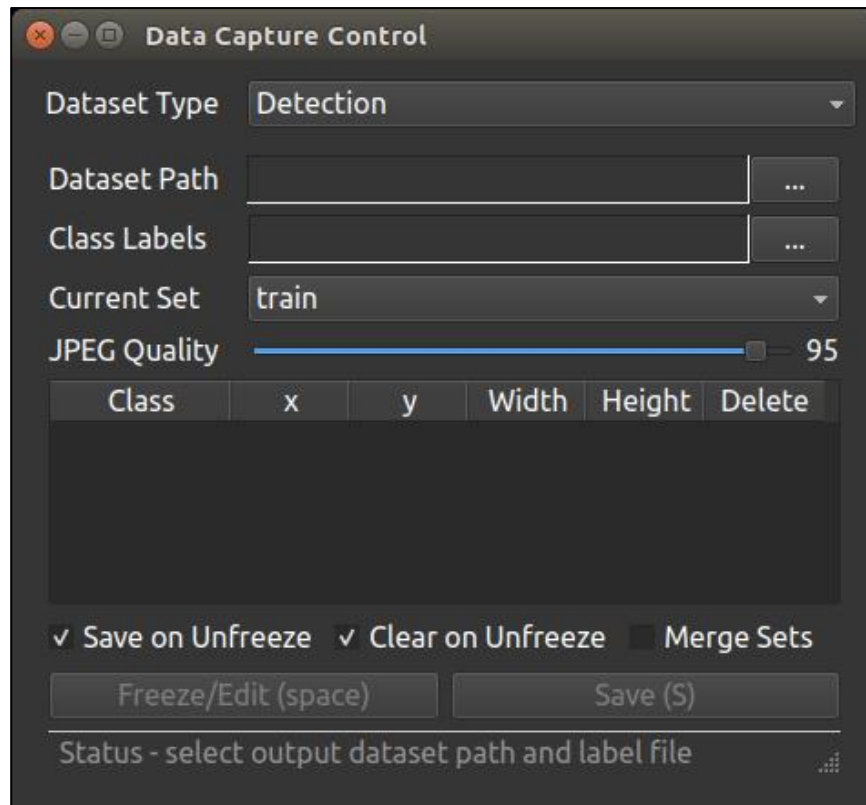 Data Capture Control
Dataset Type Detection
Dataset Path ...
Class Labels ...
Current Set train
JPEG Quality 95
Class x y Width Height Delete
Save on Unfreeze Clear on Unfreeze Merge Sets
Freeze/Edit (space) Save (S)
Status - select output dataset path and label file